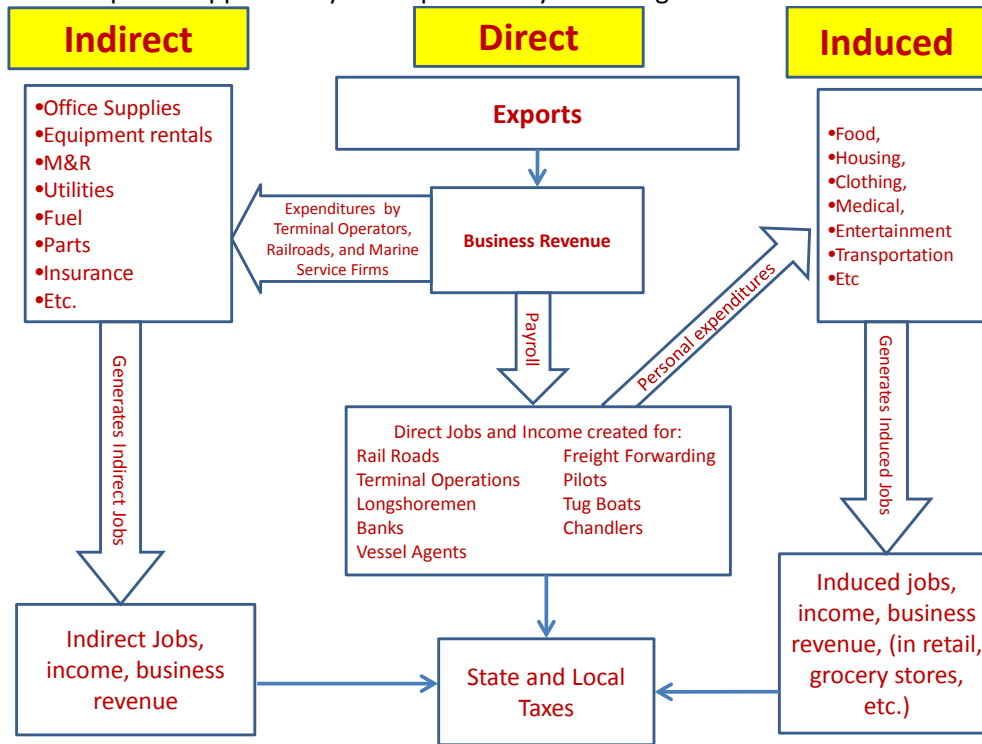 Indirect
Direct
Induced
•Office Supplies
•Equipment rentals
•M&R
•Utilities
•Fuel
•Parts
•Insurance
•Etc.
Exports
•Food,
•Housing,
•Clothing,
•Medical,
•Entertainment
•Transportation
•Etc
Expenditures by
Terminal Operators,
Railroads, and Marine
Service Firms
Business Revenue
Payroll
Personal expenditures
Generates Indirect Jobs
Generates Induced Jobs
Direct Jobs and Income created for:
Rail Roads
Terminal Operations
Longshoremen
Banks
Vessel Agents
Freight Forwarding
Pilots
Tug Boats
Chandlers
Indirect Jobs,
income, business
revenue
State and Local
Taxes
Induced jobs,
income, business
revenue, (in retail,
grocery stores,
etc.)